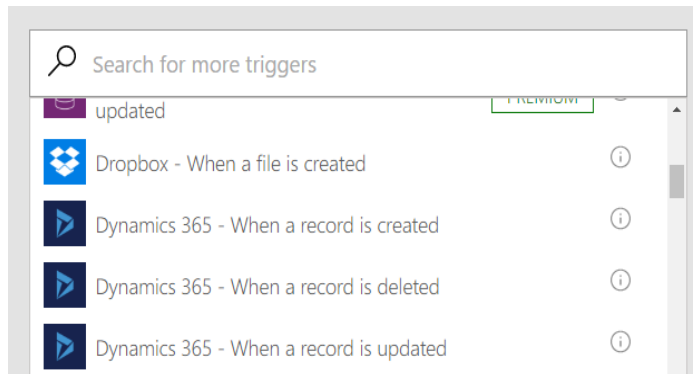 Search for more triggers
updated
PREMIUM
Dropbox - When a file is created
Dynamics 365 - When a record is created
Dynamics 365 - When a record is deleted
Dynamics 365 - When a record is updated